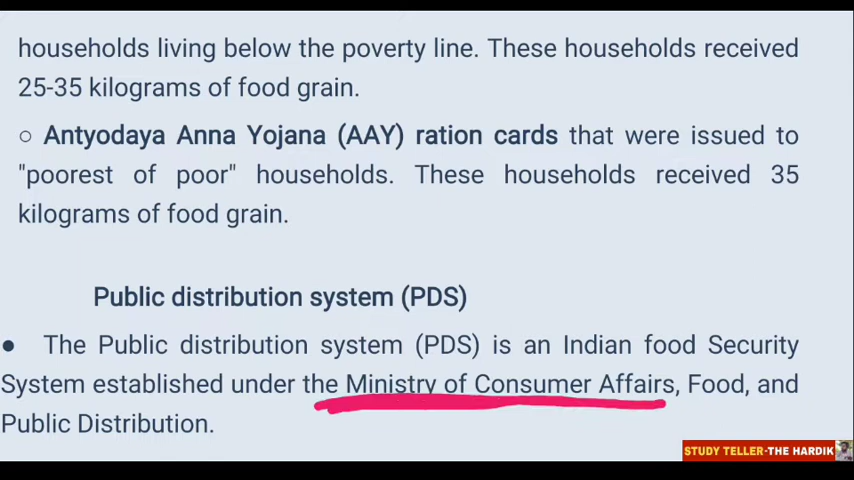 households living below the poverty line. These households received
25-35 kilograms of food grain.
○ Antyodaya Anna Yojana (AAY) ration cards that were issued to
"poorest of poor" households. These households received 35
kilograms of food grain.
Public distribution system (PDS)
● The Public distribution system (PDS) is an Indian food Security
System established under the Ministry of Consumer Affairs, Food, and
Public Distribution.
STUDY TELLER-THE HARDIK